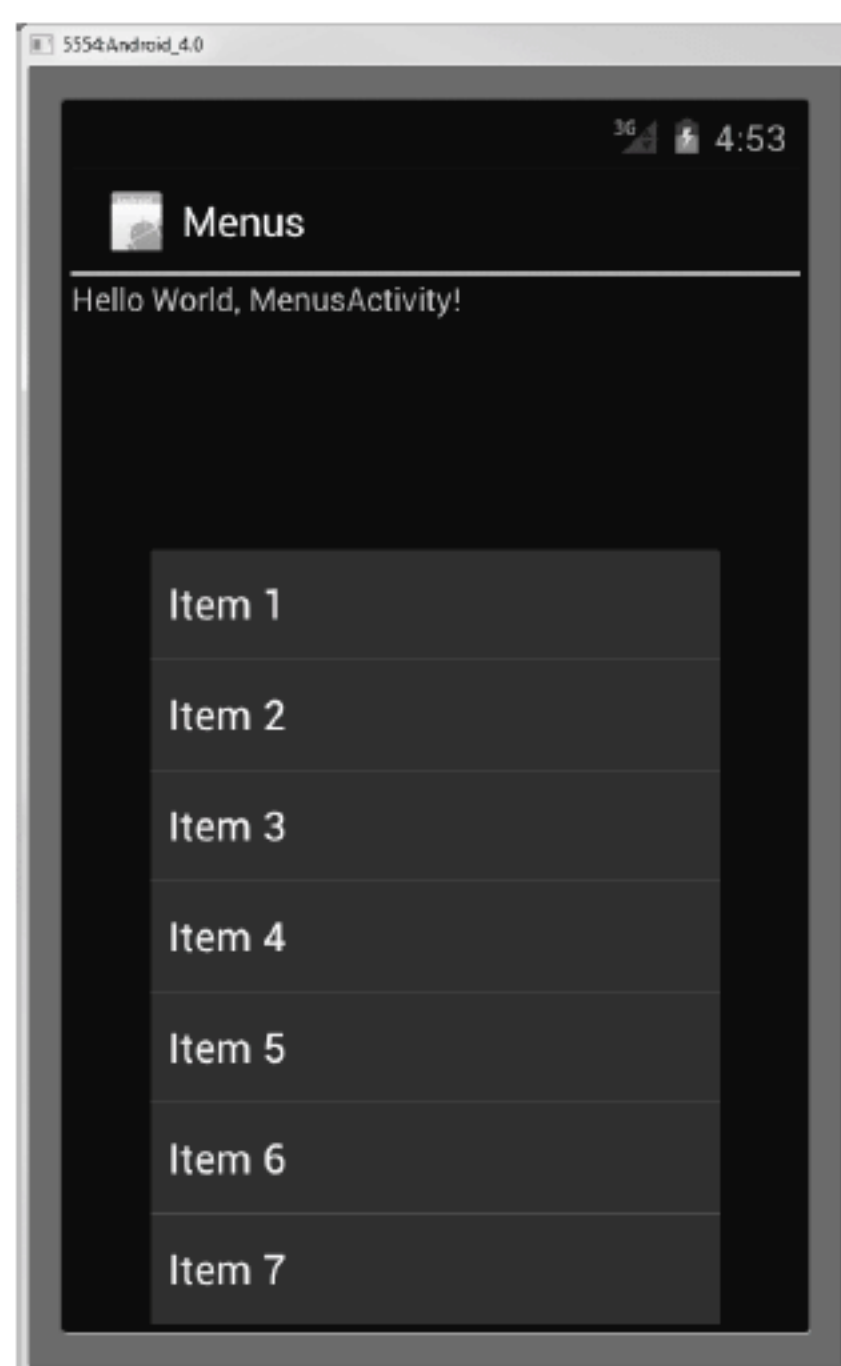 5554:Android_4.0
3G 4:53
Menus
Hello World, MenusActivity!
Item 1
Item 2
Item 3
Item 4
Item 5
Item 6
Item 7